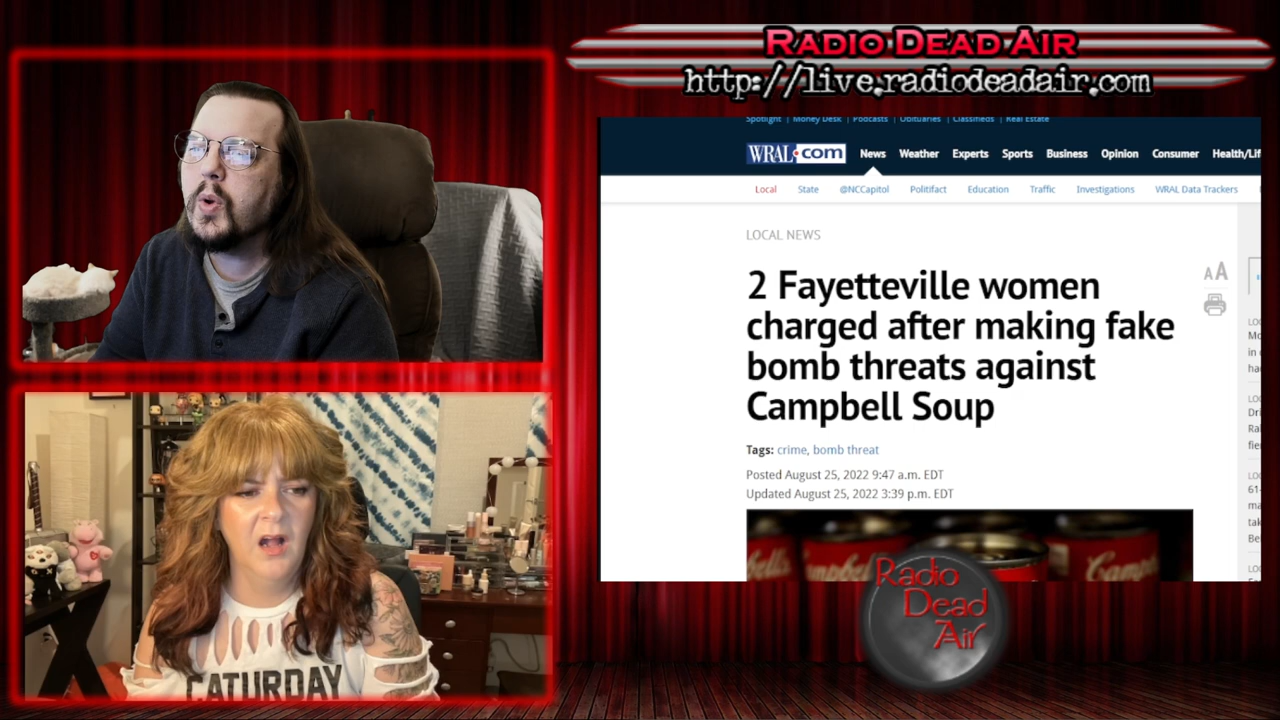 Radio Dead Air
http://live.radiodeadair.com
Spotlight | Money Desk | Podcasts | Obituaries | Classifieds | Real Estate
WRAL.com News Weather Experts Sports Business Opinion Consumer
Local State @NCCapitol Politifact Education Traffic Investigations WRAL Data Trackers
LOCAL NEWS
AA
2 Fayetteville women
charged after making fake
bomb threats against
Campbell Soup
Tags: crime, bomb threat
Posted August 25, 2022 9:47 a.m. EDT
Updated August 25, 2022 3:39 p.m. EDT
Radio
Dead
Air
CATURDAY